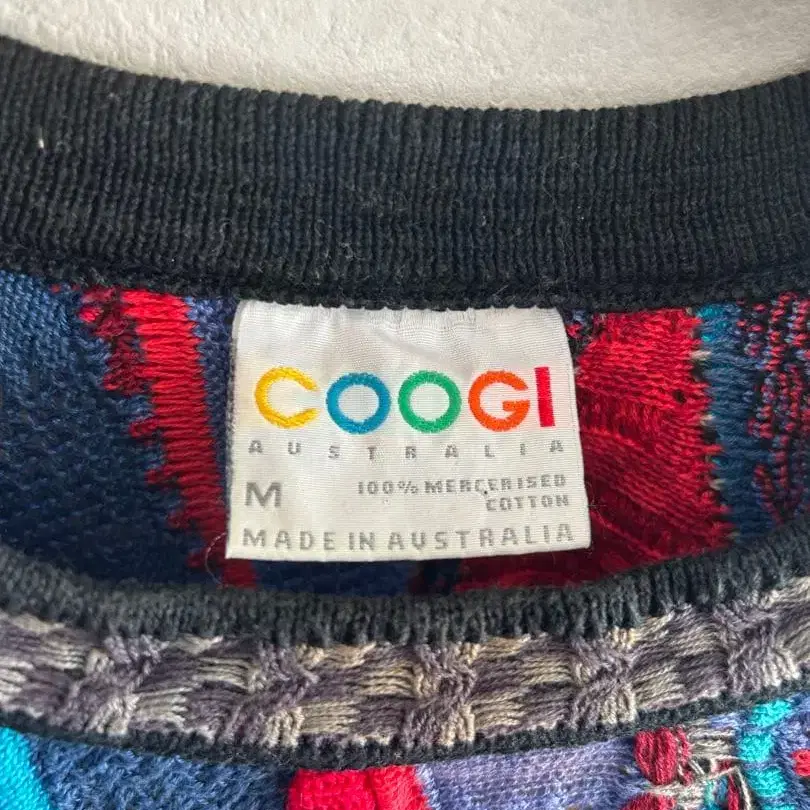 COOGI
AUSTRALIA
M 100% MERCERISED
COTTON
MADE IN AUSTRALIA